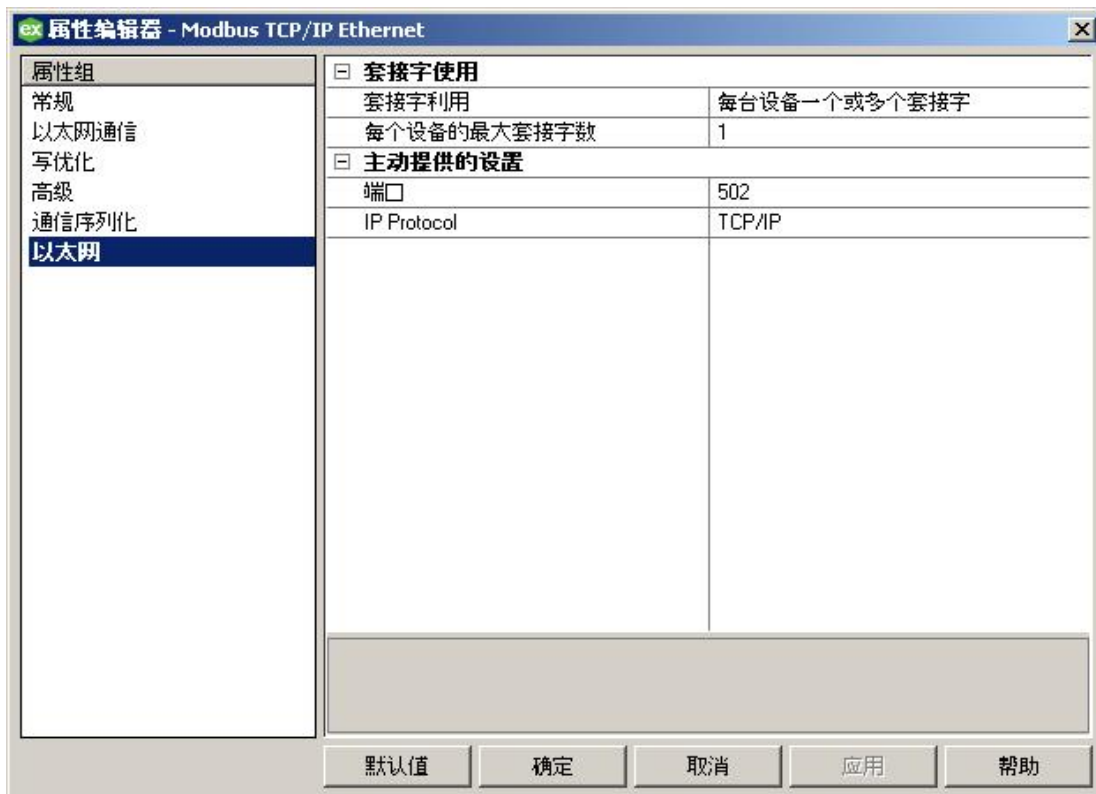 ex 属性编辑器 - Modbus TCP/IP Ethernet
属性组
常规
以太网通信
写优化
高级
通信序列化
以太网
套接字使用
套接字利用 每台设备一个或多个套接字
每个设备的最大套接字数 1
主动提供的设置
端口 502
IP Protocol TCP/IP
默认值 确定 取消 应用 帮助